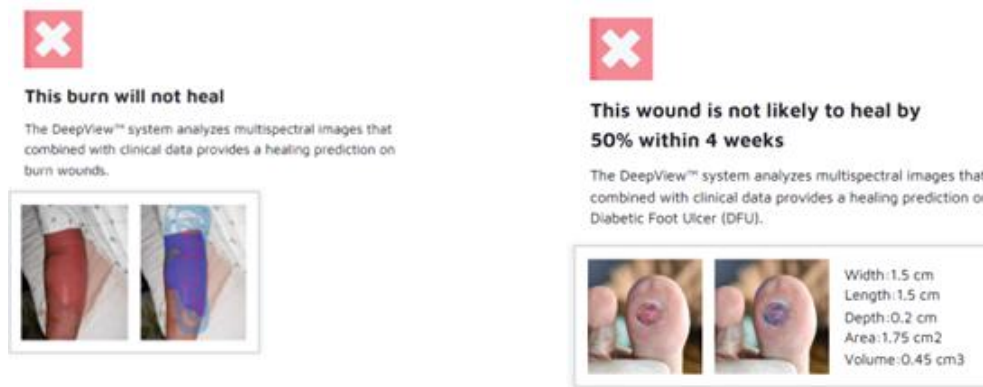 This burn will not heal
The DeepView™ system analyzes multispectral images that
combined with clinical data provides a healing prediction on
burn wounds.
This wound is not likely to heal by
50% within 4 weeks
The DeepView™ system analyzes multispectral images that
combined with clinical data provides a healing prediction
Diabetic Foot Ulcer (DFU).
Width:1.5 cm
Length:1.5 cm
Depth:0.2 cm
Area:1.75 cm2
Volume:0.45 cm3